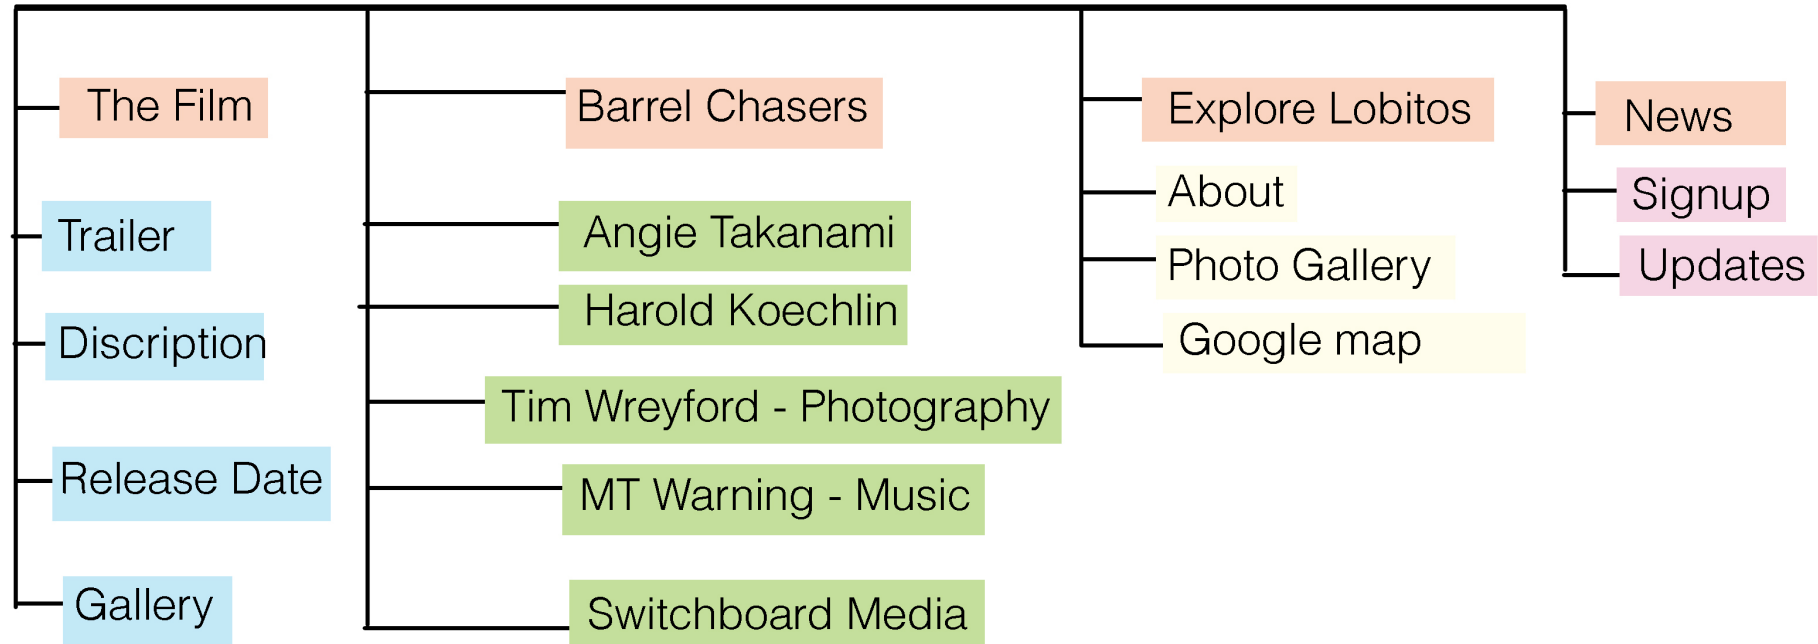 The Film
Trailer
Discription
Release Date
Gallery
Barrel Chasers
Angie Takanami
Harold Koechlin
Tim Wreyford - Photography
MT Warning - Music
Switchboard Media
Explore Lobitos
About
Photo Gallery
Google map
News
Signup
Updates